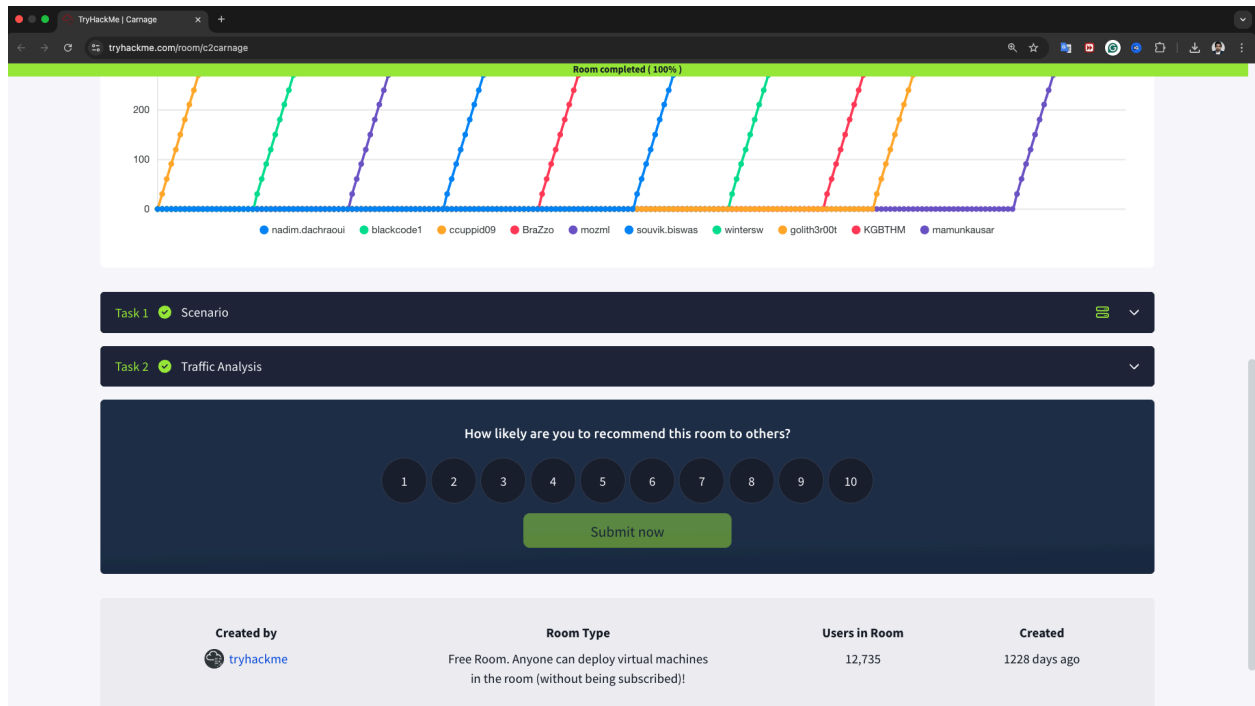 TryHackMe | Carnage
tryhackme.com/room/c2carnage
Room completed ( 100% )
200
100
0
nadim.dachraoui blackcode1 ccuppid09 BraZzo mozml souvik.biswas wintersw golith3r00t KGBTHM mamunkausar
Task 1 Scenario
Task 2 Traffic Analysis
How likely are you to recommend this room to others?
1 2 3 4 5 6 7 8 9 10
Submit now
Created by Room Type Users in Room Created
tryhackme Free Room. Anyone can deploy virtual machines 12,735 1228 days ago
in the room (without being subscribed)!